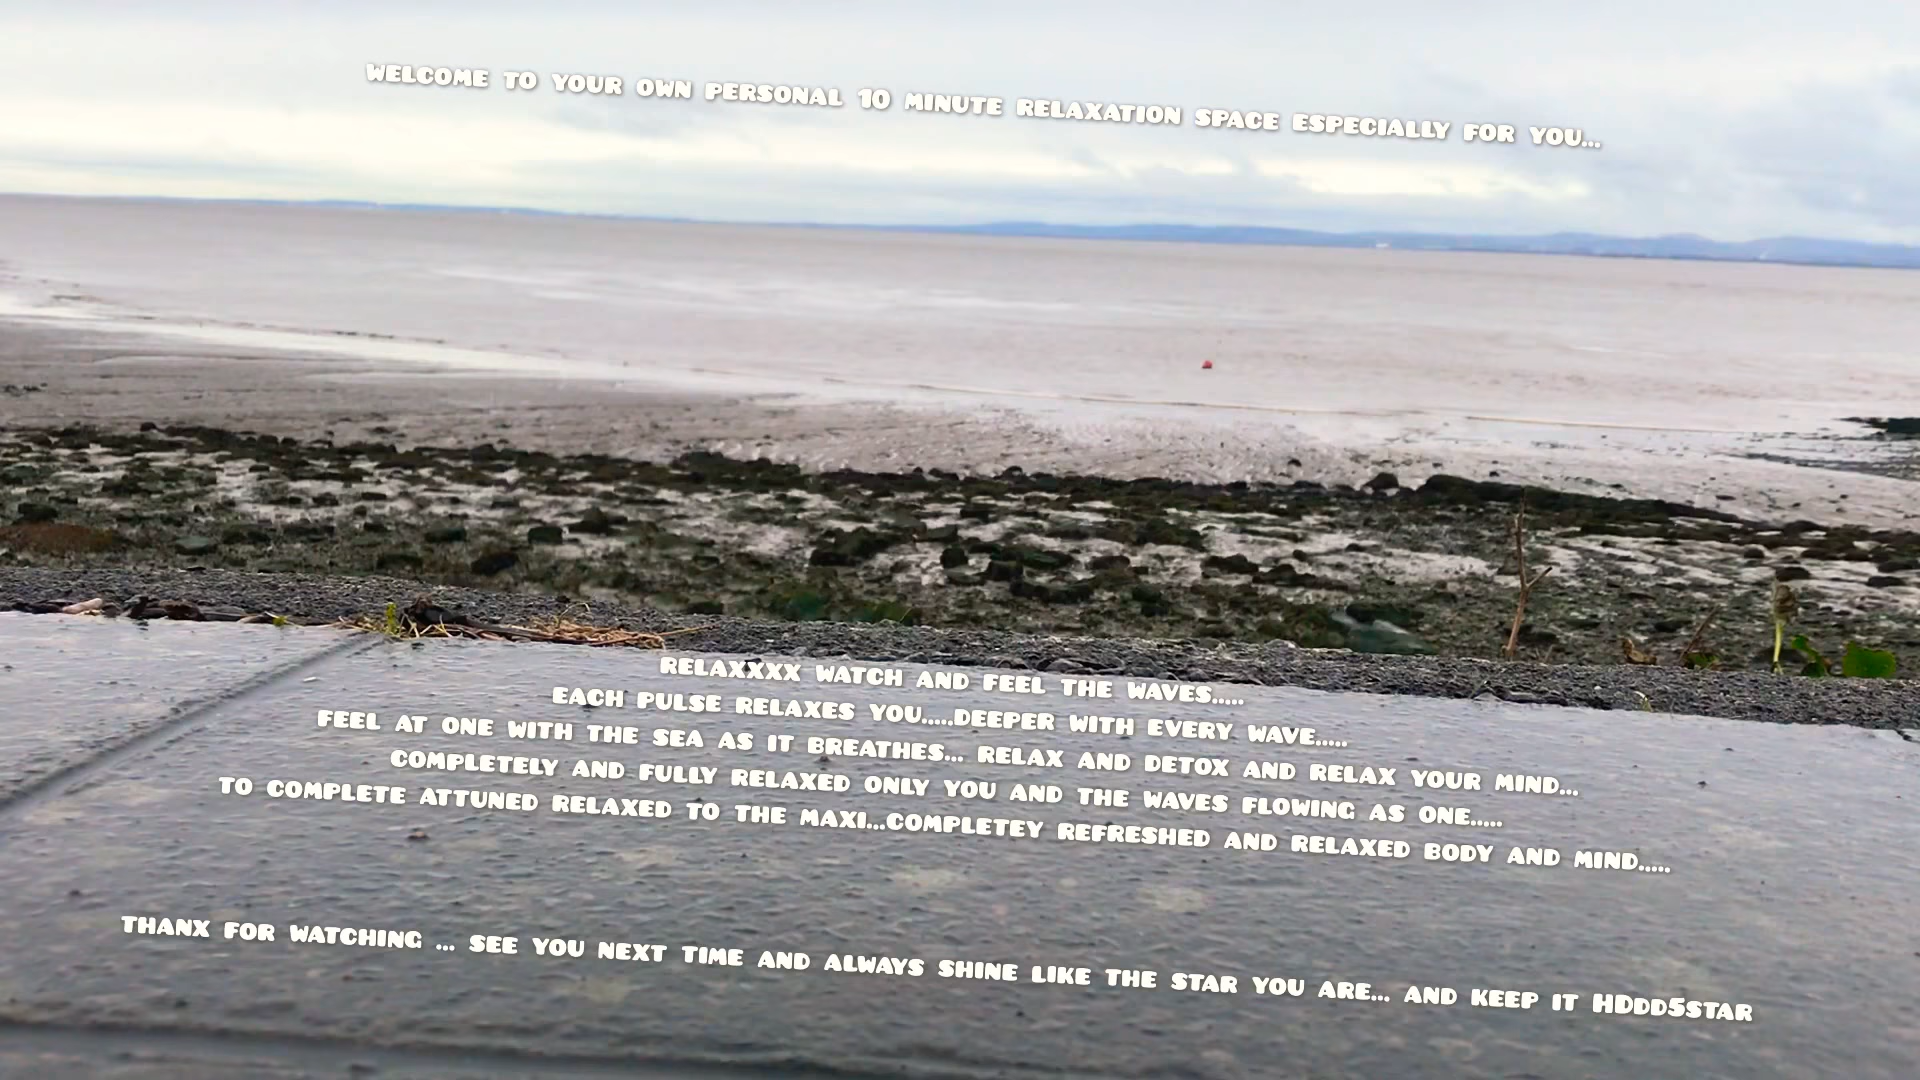 WELCOME TO YOUR OWN PERSONAL 10 MINUTE RELAXATION SPACE ESPECIALLY FOR YOU...
RELAXXXX WATCH AND FEEL THE WAVES.....
EACH PULSE RELAXES YOU.....DEEPER WITH EVERY WAVE.....
FEEL AT ONE WITH THE SEA AS IT BREATHES... RELAX AND DETOX AND RELAX YOUR MIND...
COMPLETELY AND FULLY RELAXED ONLY YOU AND THE WAVES FLOWING AS ONE.....
TO COMPLETE ATTUNED RELAXED TO THE MAXI...COMPLETEY REFRESHED AND RELAXED BODY AND MIND.....
THANX FOR WATCHING ... SEE YOU NEXT TIME AND ALWAYS SHINE LIKE THE STAR YOU ARE... AND KEEP IT HDDD5STAR